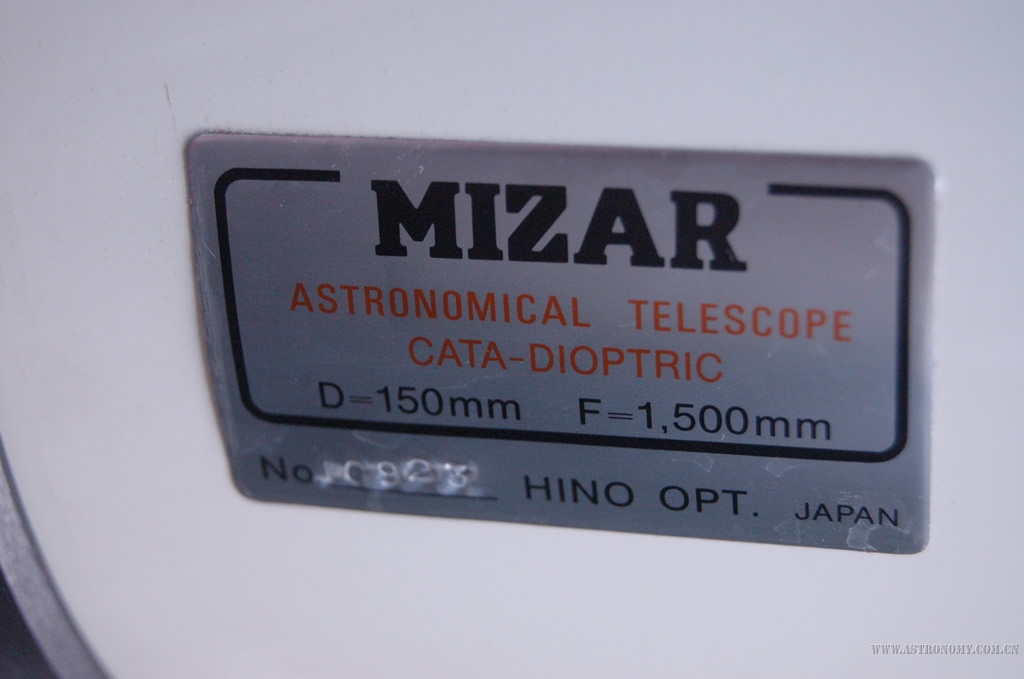 MIZAR
ASTRONOMICAL TELESCOPE
CATA-DIOPTRIC
D=150mm F=1,500mm
No. HINO OPT. JAPAN
WWW.ASTRONOMY.COM.CN